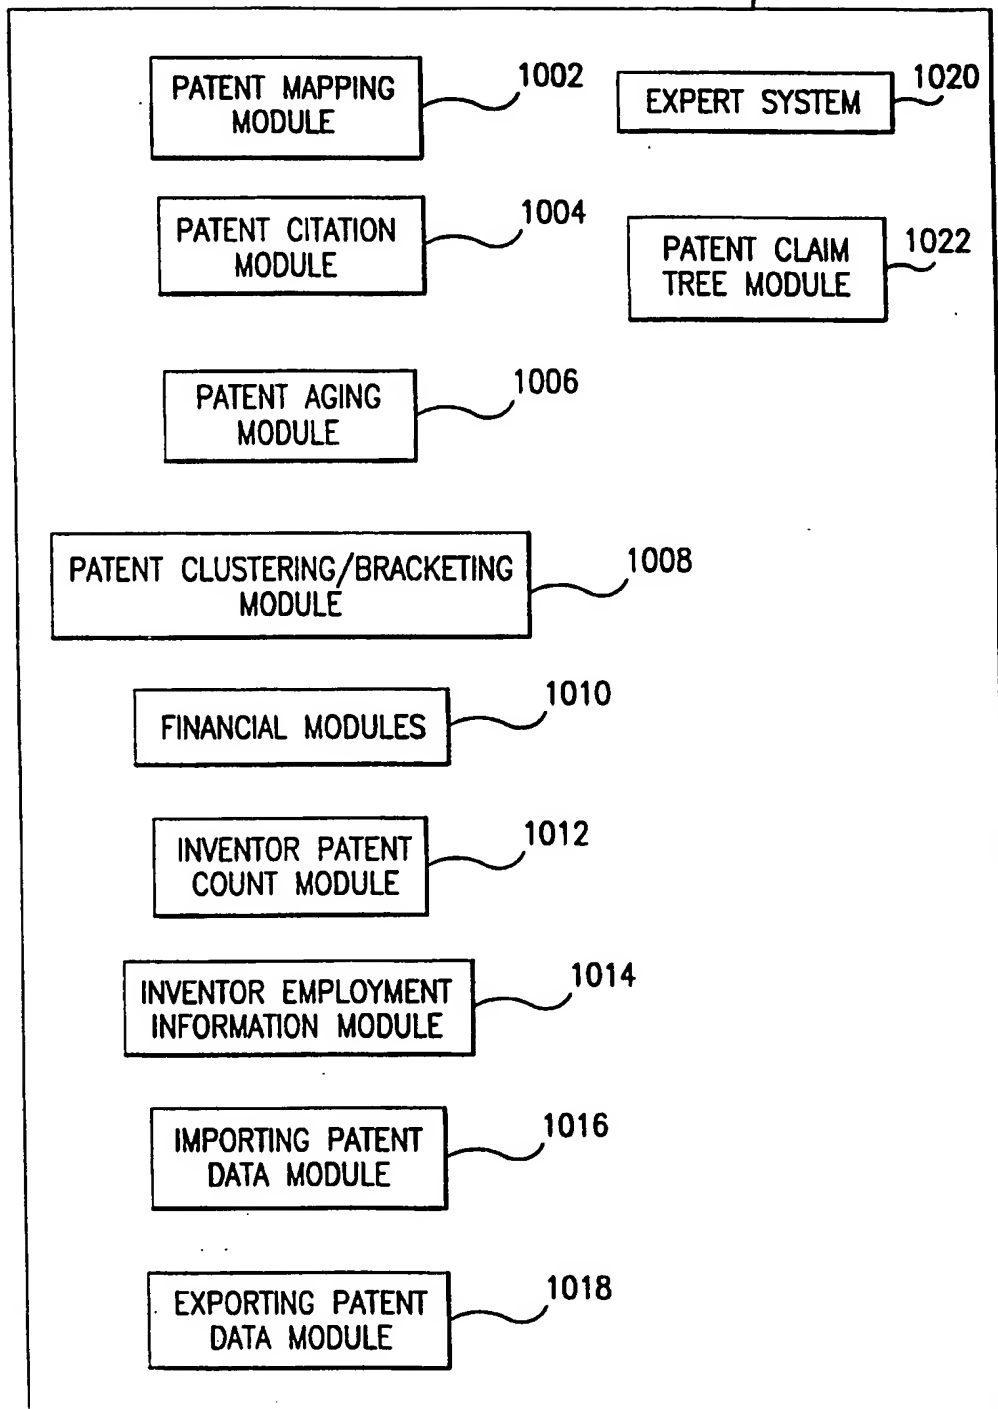 PATENT MAPPING
MODULE
1002
EXPERT SYSTEM
1020
PATENT CITATION
MODULE
1004
PATENT CLAIM
TREE MODULE
1022
PATENT AGING
MODULE
1006
PATENT CLUSTERING/BRACKETING
MODULE
1008
FINANCIAL MODULES
1010
INVENTOR PATENT
COUNT MODULE
1012
INVENTOR EMPLOYMENT
INFORMATION MODULE
1014
IMPORTING PATENT
DATA MODULE
1016
EXPORTING PATENT
DATA MODULE
1018